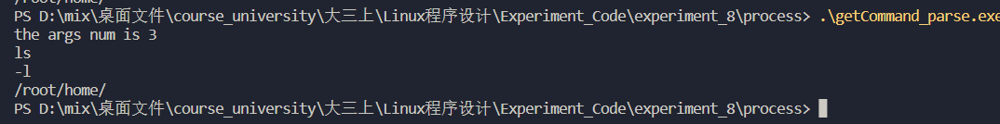 /root/home/
PS D:\mix\桌面文件\course_university\大三上\Linux程序设计\Experiment_Code\experiment_8\process> .\getCommand_parse.exe
the args num is 3
ls
-l
/root/home/
PS D:\mix\桌面文件\course_university\大三上\Linux程序设计\Experiment_Code\experiment_8\process>